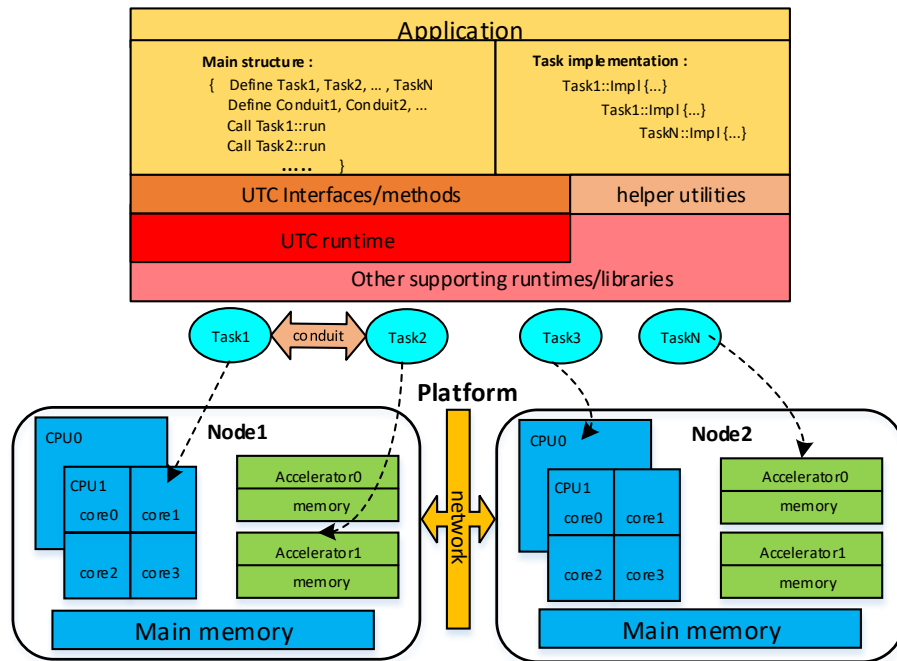 Application
Main structure :
{ Define Task1, Task2, ... , TaskN
Define Conduit1, Conduit2, ...
Call Task1::run
Call Task2::run
..... }
Task implementation :
Task1::Impl {...}
Task1::Impl {...}
TaskN::Impl {...}
UTC Interfaces/methods
helper utilities
UTC runtime
Other supporting runtimes/libraries
Task1
conduit
Task2
Task3
TaskN
Platform
Node1
CPU0
CPU1
core0
core1
core2
core3
Accelerator0
memory
Accelerator1
memory
Main memory
network
Node2
CPU0
CPU1
core0
core1
core2
core3
Accelerator0
memory
Accelerator1
memory
Main memory